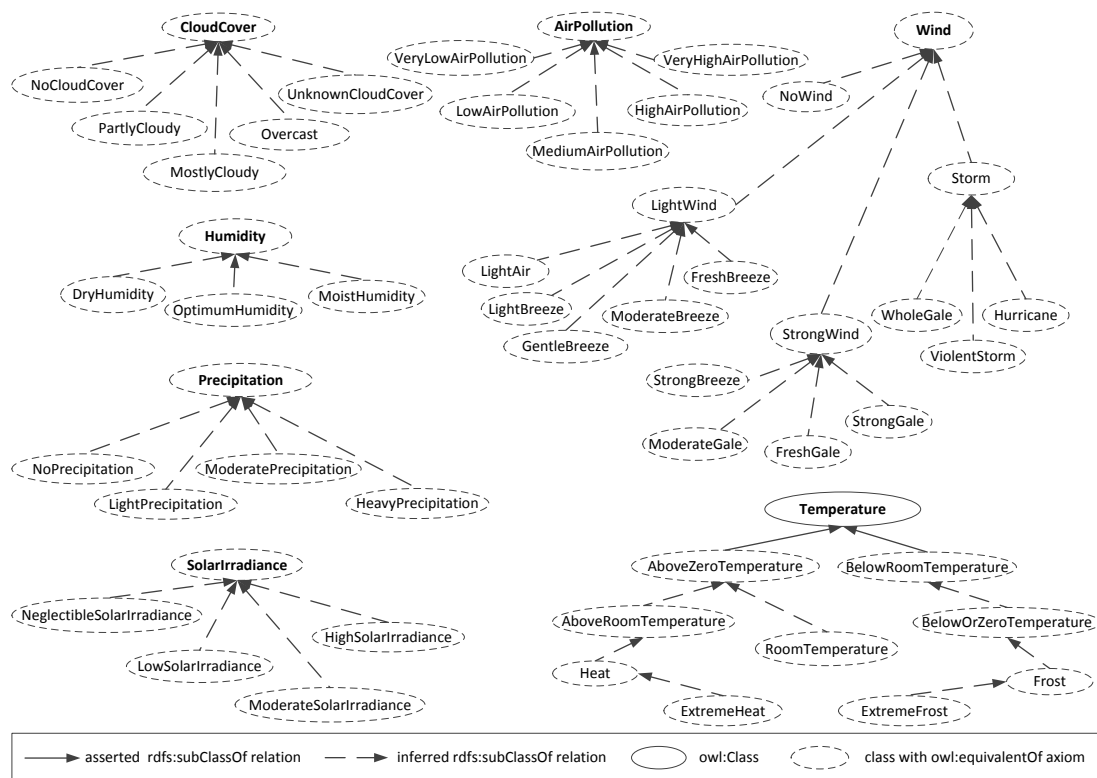 CloudCover
NoCloudCover
UnknownCloudCover
PartlyCloudy
Overcast
MostlyCloudy
AirPollution
VeryLowAirPollution
VeryHighAirPollution
LowAirPollution
HighAirPollution
MediumAirPollution
Wind
NoWind
LightWind
Storm
LightAir
FreshBreeze
LightBreeze
ModerateBreeze
GentleBreeze
WholeGale
Hurricane
ViolentStorm
StrongWind
StrongBreeze
StrongGale
ModerateGale
FreshGale
Humidity
DryHumidity
MoistHumidity
OptimumHumidity
Precipitation
NoPrecipitation
ModeratePrecipitation
LightPrecipitation
HeavyPrecipitation
SolarIrradiance
NeglectibleSolarIrradiance
HighSolarIrradiance
LowSolarIrradiance
ModerateSolarIrradiance
Temperature
AboveZeroTemperature
BelowRoomTemperature
AboveRoomTemperature
BelowOrZeroTemperature
RoomTemperature
Heat
Frost
ExtremeHeat
ExtremeFrost
asserted rdfs:subClassOf relation
inferred rdfs:subClassOf relation
owl:Class
class with owl:equivalentOf axiom